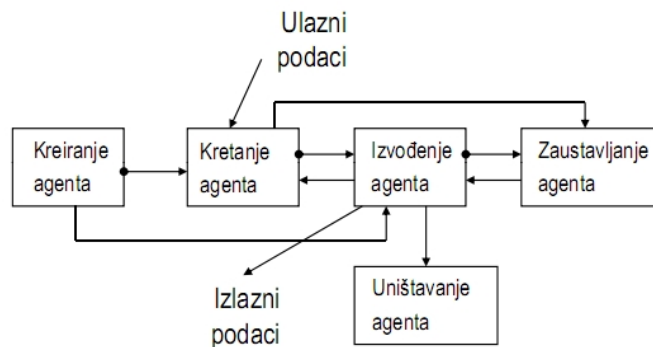 Ulazni
podaci
Kreiranje
agenta
Kretanje
agenta
Izvođenje
agenta
Zaustavljanje
agenta
Izlazni
podaci
Uništavanje
agenta